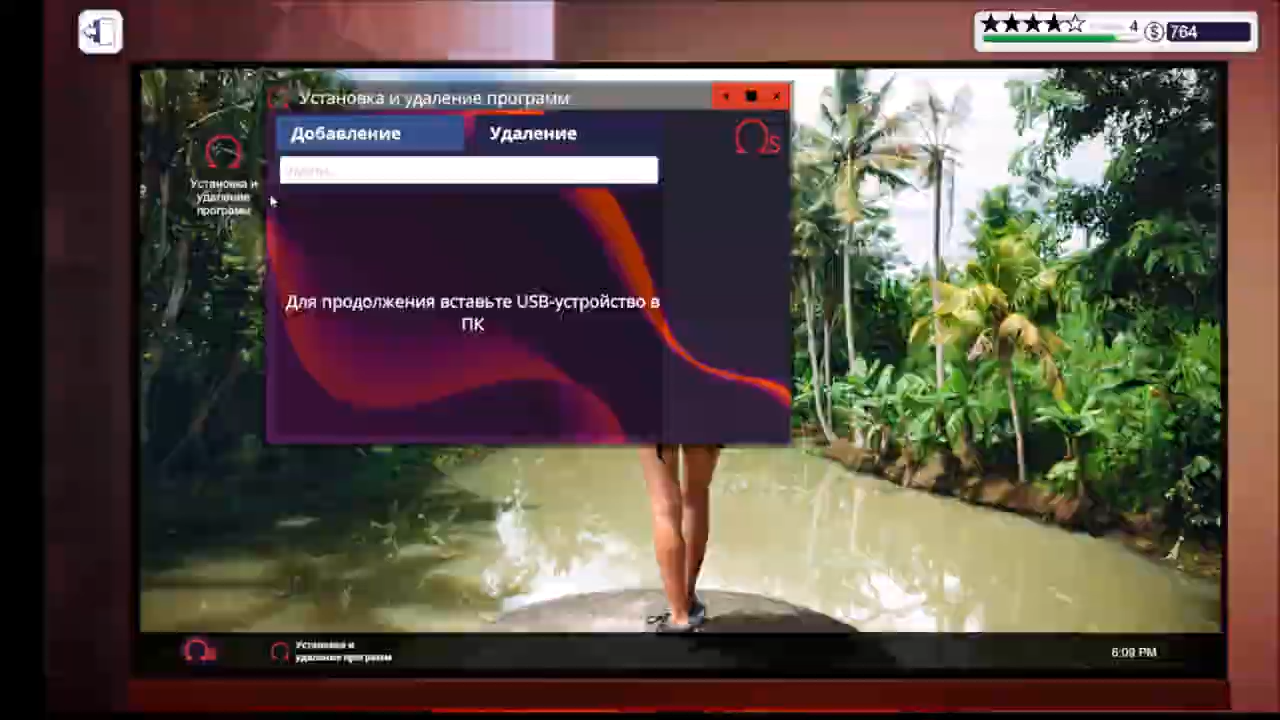 4
764
Установка и удаление программ
Добавление
Удаление
S
Установка и
удаление
программ
Для продолжения вставьте USB-устройство в
ПК
Установка и
удаление программ
6:09 PM